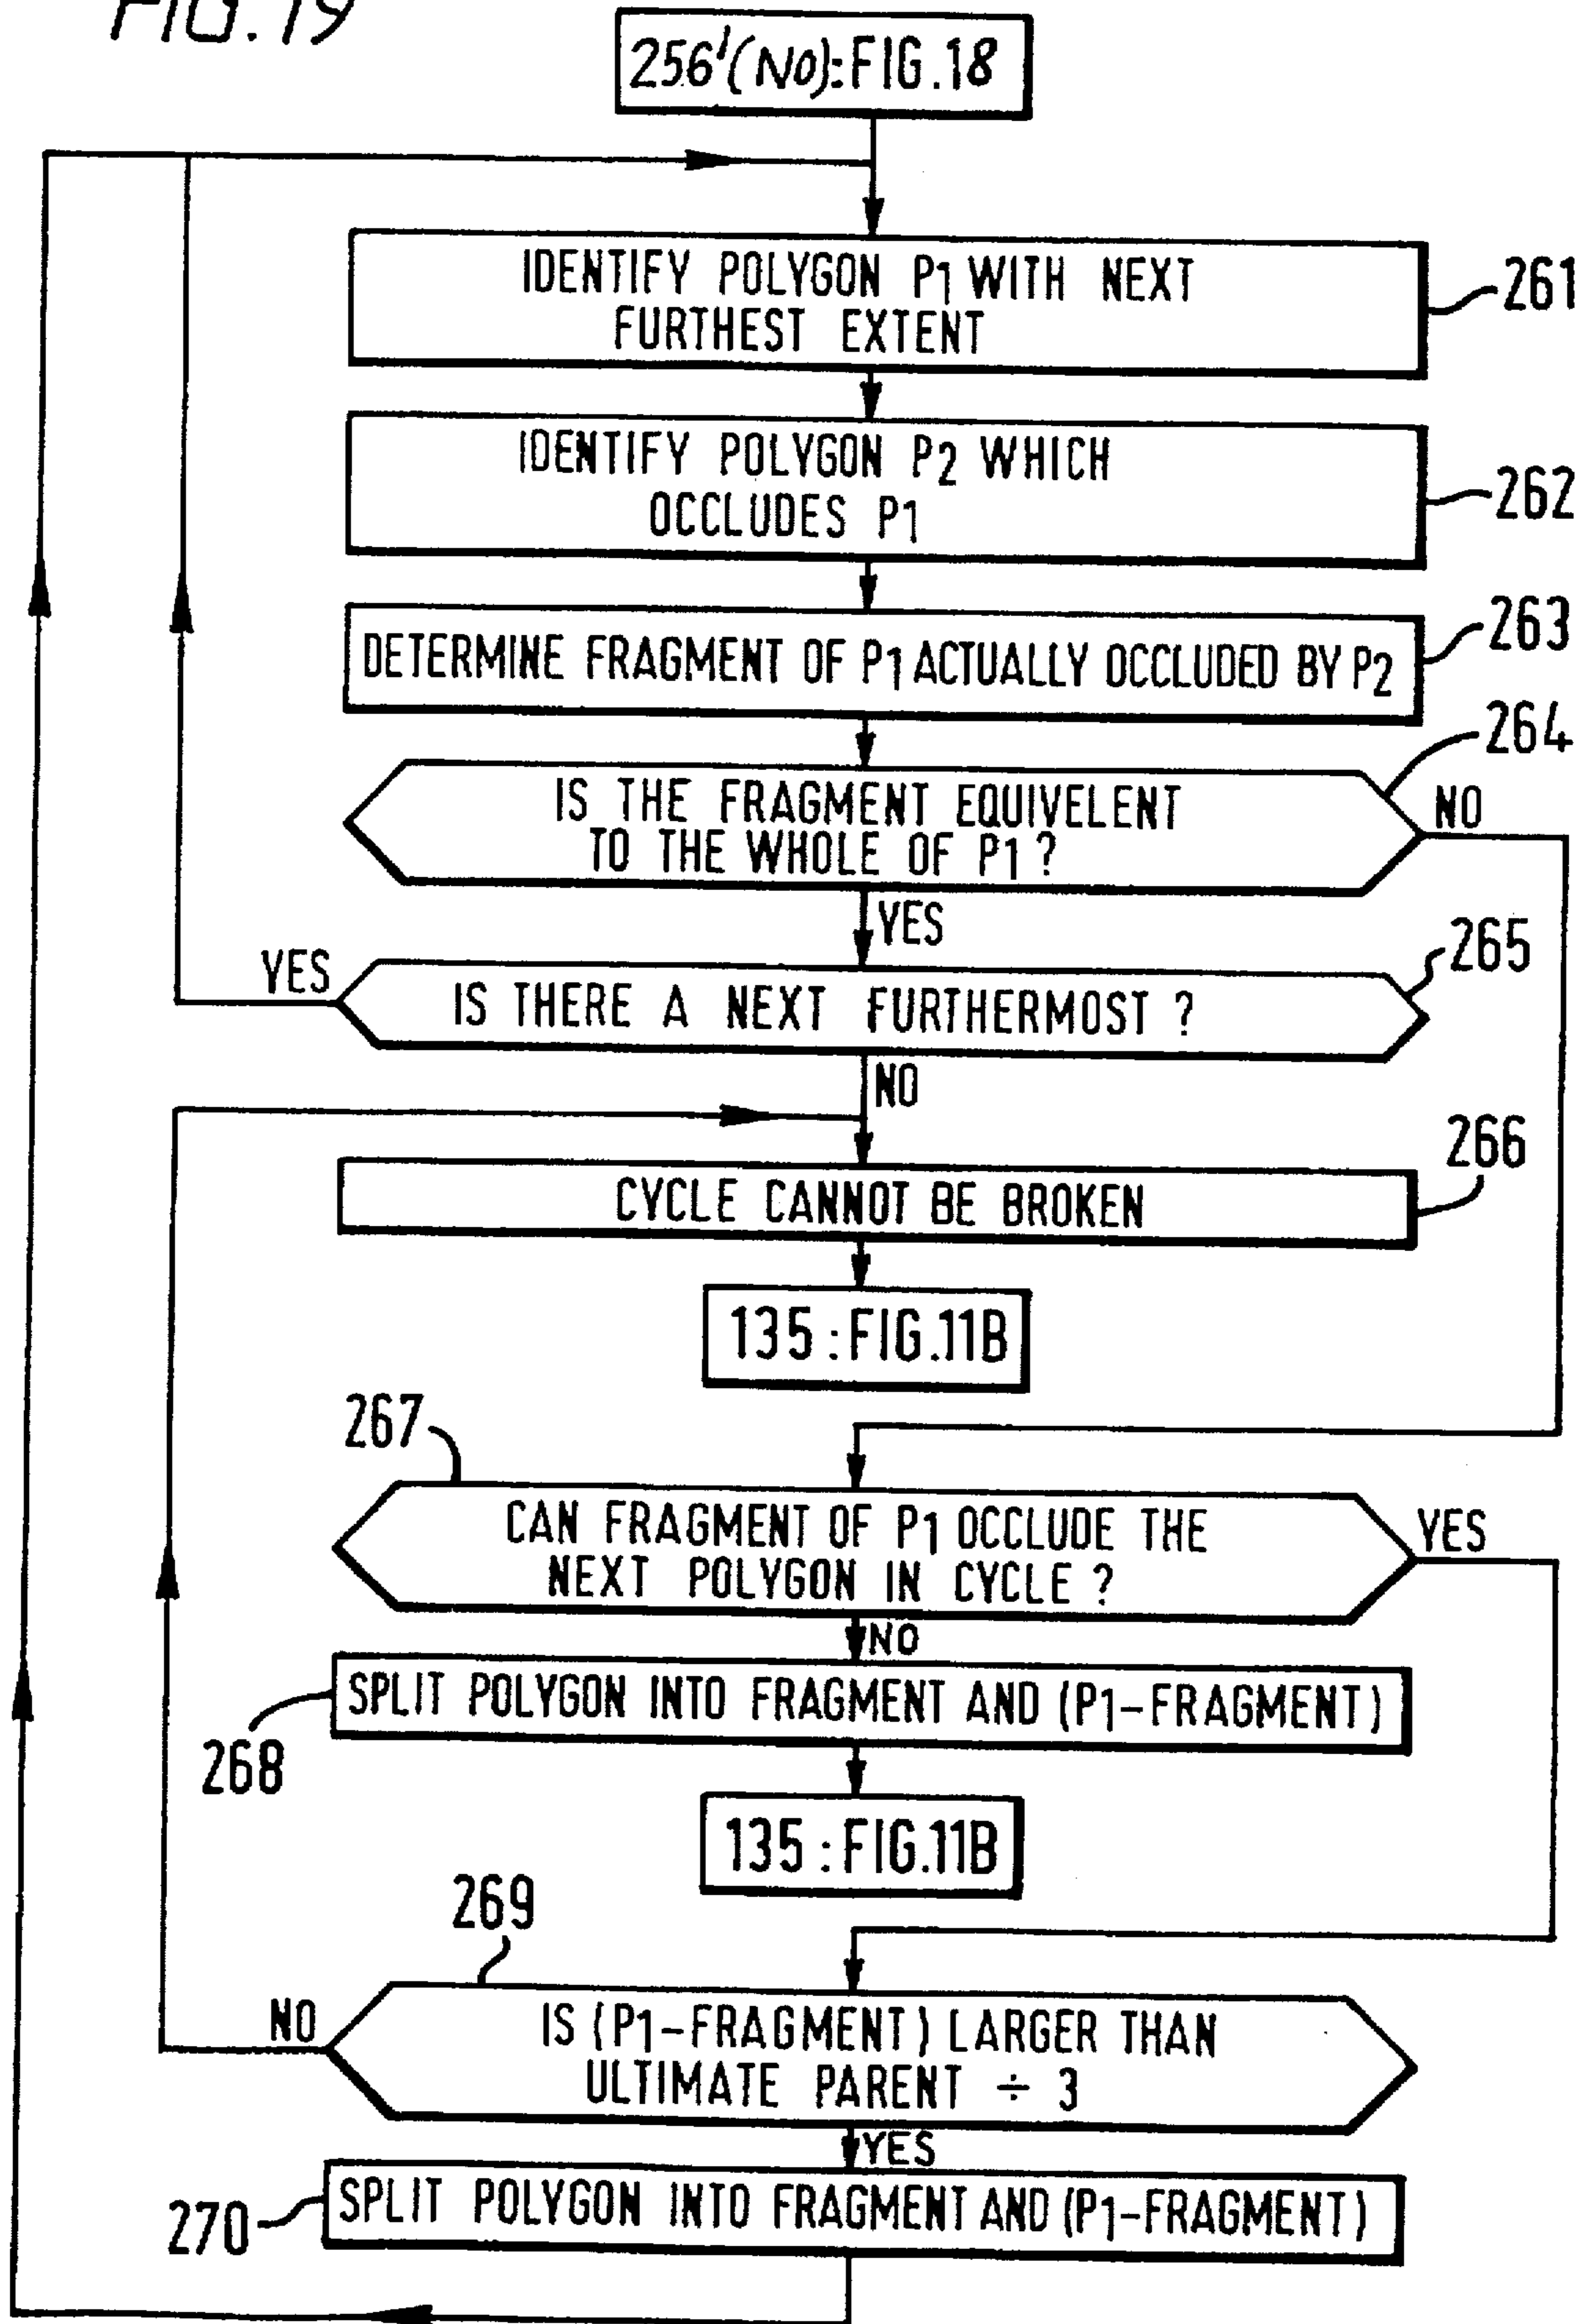 FIG. 19
256'(NO):FIG.18
IDENTIFY POLYGON P1 WITH NEXT
FURTHEST EXTENT
261
IDENTIFY POLYGON P2 WHICH
OCCLUDES P1
262
DETERMINE FRAGMENT OF P1 ACTUALLY OCCLUDED BY P2
263
264
IS THE FRAGMENT EQUIVELENT
TO THE WHOLE OF P1 ?
NO
YES
265
YES
IS THERE A NEXT FURTHERMOST ?
NO
266
CYCLE CANNOT BE BROKEN
135 : FIG.11B
267
CAN FRAGMENT OF P1 OCCLUDE THE
NEXT POLYGON IN CYCLE ?
YES
NO
SPLIT POLYGON INTO FRAGMENT AND (P1-FRAGMENT)
268
135 : FIG.11B
269
NO
IS (P1-FRAGMENT) LARGER THAN
ULTIMATE PARENT ÷ 3
YES
SPLIT POLYGON INTO FRAGMENT AND (P1-FRAGMENT)
270